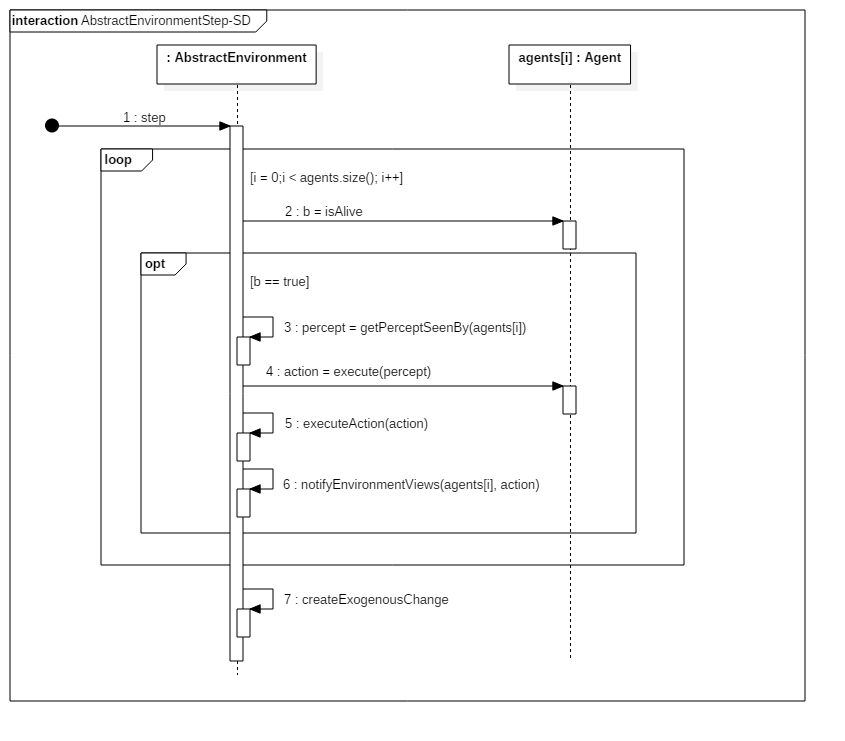 interaction AbstractEnvironmentStep-SD
: AbstractEnvironment
agents[i] : Agent
1 : step
loop
[i = 0;i < agents.size(); i++]
2 : b = isAlive
opt
[b == true]
3 : percept = getPerceptSeenBy(agents[i])
4 : action = execute(percept)
5 : executeAction(action)
6 : notifyEnvironmentViews(agents[i], action)
7 : createExogenousChange